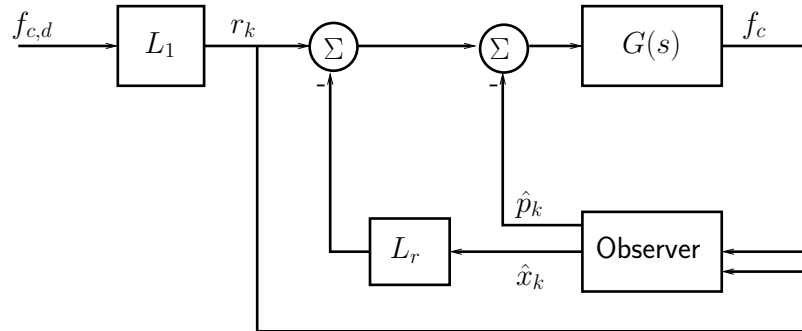 f_{c,d}
L_1
r_k
Σ
-
Σ
-
G(s)
f_c
p̂_k
L_r
x̂_k
Observer